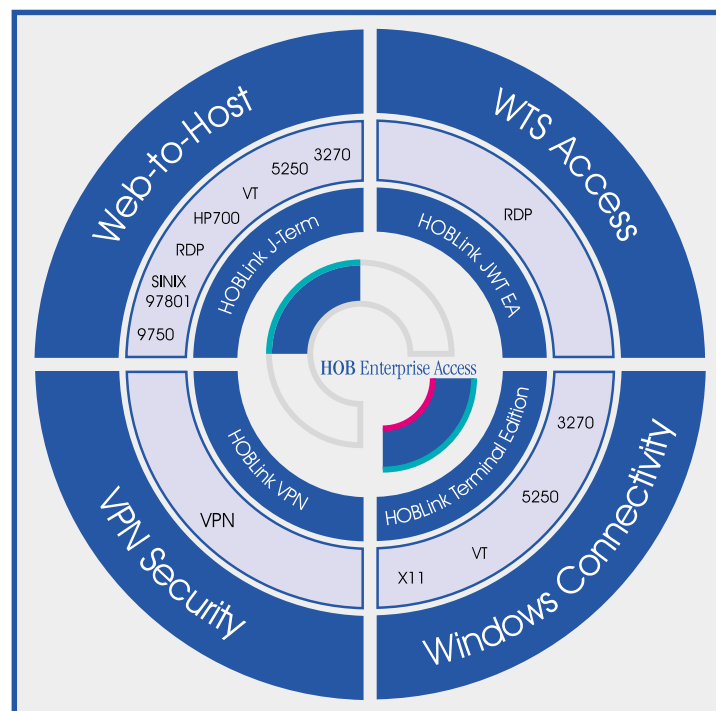 Web-to-Host
3270
5250
VT
HP700
RDP
SINIX
97801
9750
HOBLink J-Term
WTS Access
RDP
HOBLink JWT EA
HOB Enterprise Access
VPN Security
VPN
HOBLink VPN
Windows Connectivity
3270
5250
VT
X11
HOBLink Terminal Edition